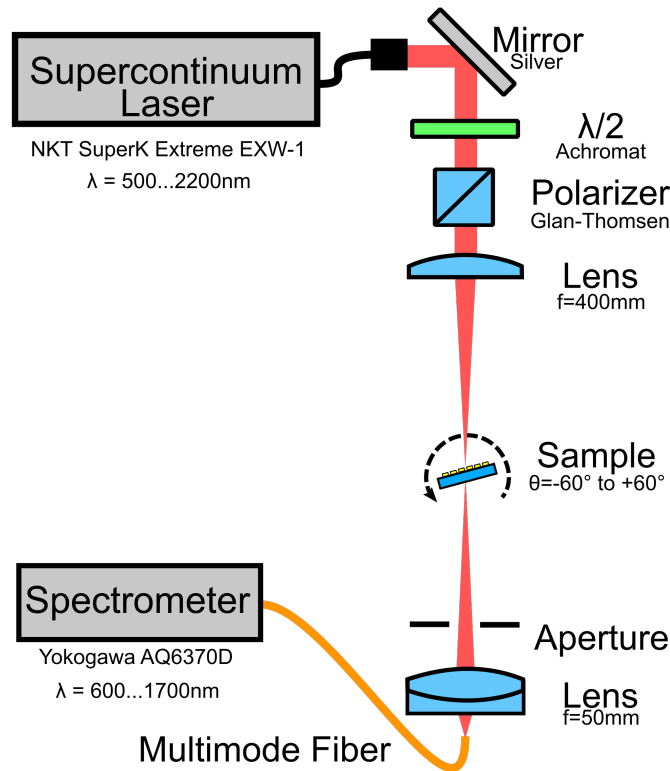 Supercontinuum
Laser
NKT SuperK Extreme EXW-1
λ = 500...2200nm
Mirror
Silver
λ/2
Achromat
Polarizer
Glan-Thomsen
Lens
f=400mm
Sample
θ=-60° to +60°
Spectrometer
Yokogawa AQ6370D
λ = 600...1700nm
Aperture
Lens
f=50mm
Multimode Fiber